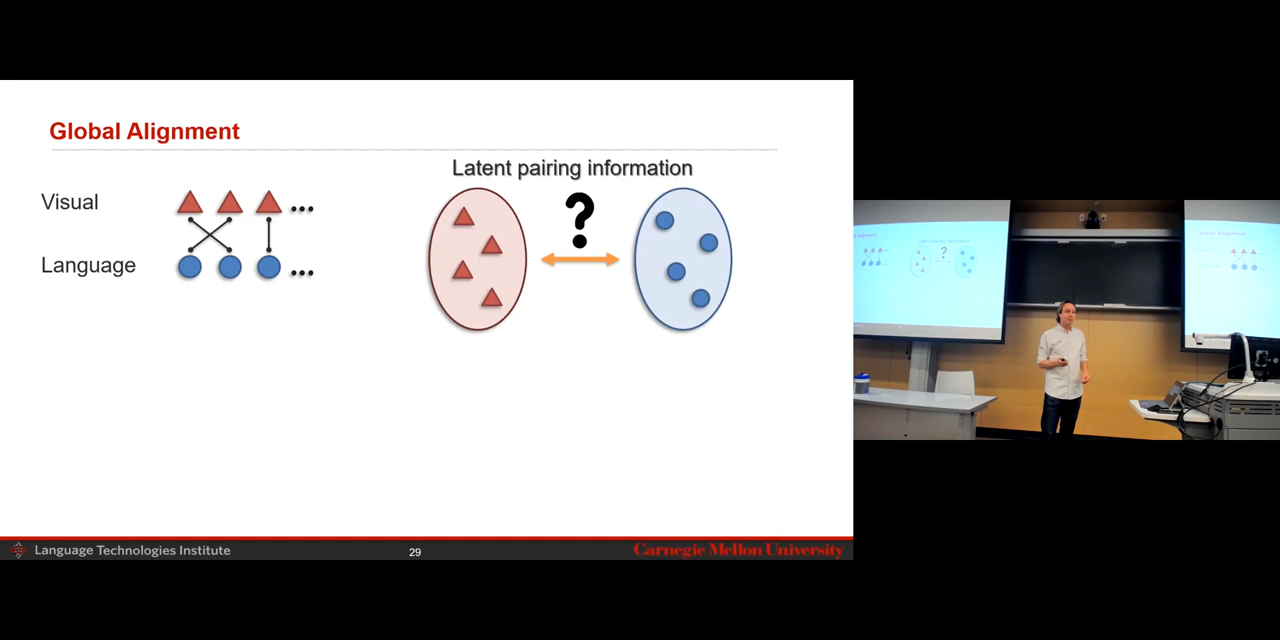 Global Alignment
Latent pairing information
Visual
...
?
Language
...
Language Technologies Institute
29
Carnegie Mellon University